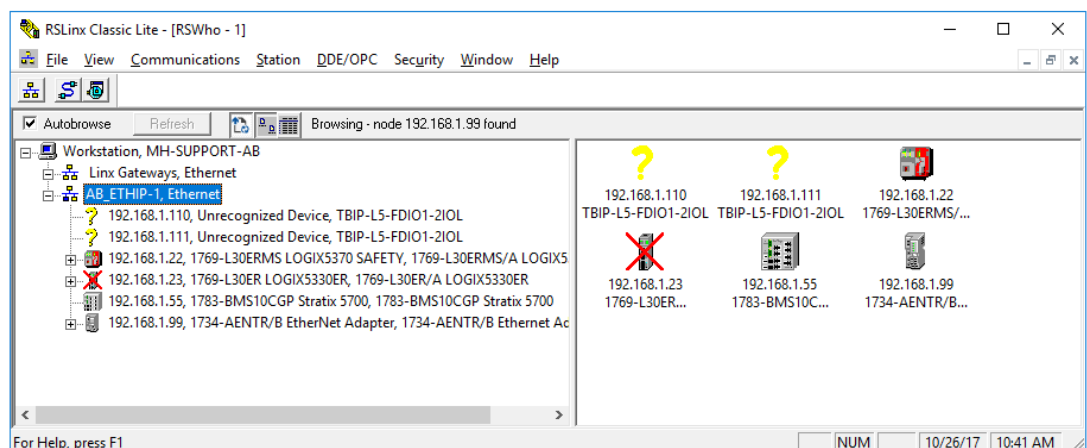 RSLinx Classic Lite - [RSWho - 1]
File View Communications Station DDE/OPC Security Window Help
Autobrowse Refresh Browsing - node 192.168.1.99 found
Workstation, MH-SUPPORT-AB
Linx Gateways, Ethernet
AB_ETHIP-1, Ethernet
192.168.1.110, Unrecognized Device, TBIP-L5-FDIO1-2IOL
192.168.1.111, Unrecognized Device, TBIP-L5-FDIO1-2IOL
192.168.1.22, 1769-L30ERMS LOGIX5370 SAFETY, 1769-L30ERMS/A LOGIX5
192.168.1.23, 1769-L30ER LOGIX5330ER, 1769-L30ER/A LOGIX5330ER
192.168.1.55, 1783-BMS10CGP Stratix 5700, 1783-BMS10CGP Stratix 5700
192.168.1.99, 1734-AENTR/B EtherNet Adapter, 1734-AENTR/B Ethernet Ad
192.168.1.110 192.168.1.111 192.168.1.22
TBIP-L5-FDIO1-2IOL TBIP-L5-FDIO1-2IOL 1769-L30ERMS/...
192.168.1.23 192.168.1.55 192.168.1.99
1769-L30ER... 1783-BMS10C... 1734-AENTR/B...
For Help, press F1 NUM 10/26/17 10:41 AM